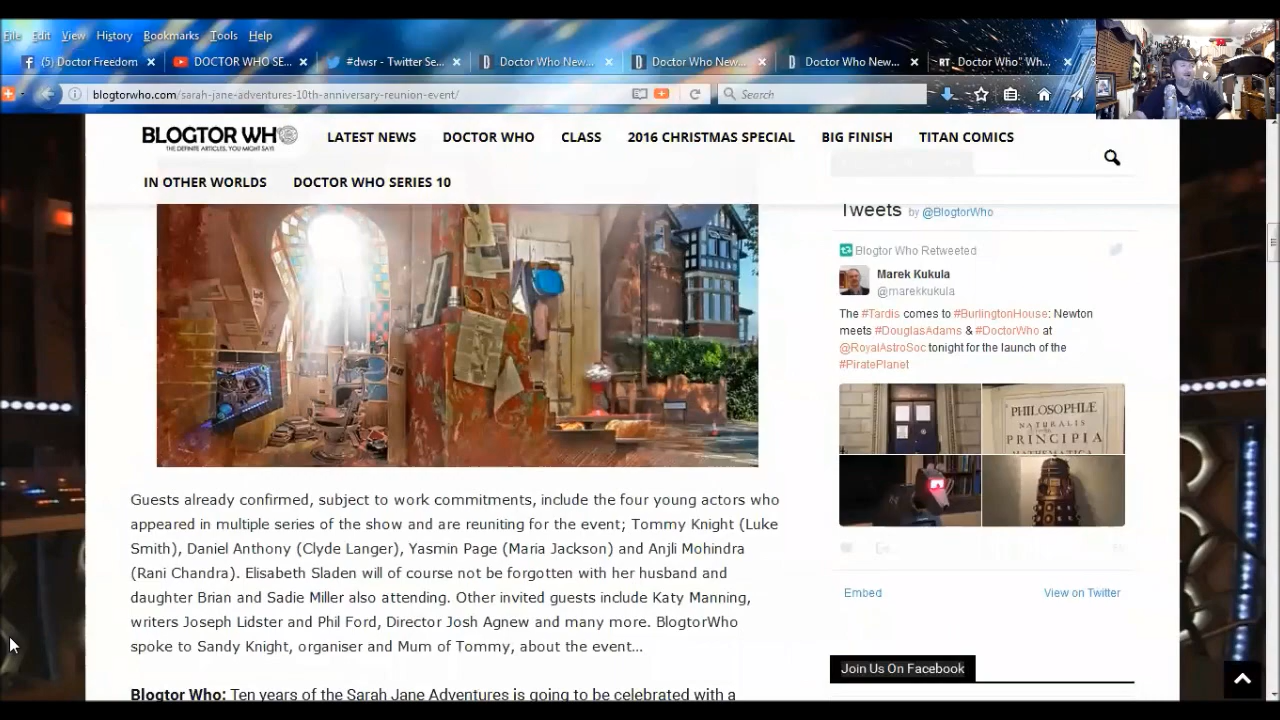 File Edit View History Bookmarks Tools Help
(5) Doctor Freedom
DOCTOR WHO SE...
#dwsr - Twitter Se...
Doctor Who New...
Doctor Who New...
Doctor Who New...
RT Doctor Who" Wh...
blogtorwho.com/sarah-jane-adventures-10th-anniversary-reunion-event/
Search
BLOGTOR WHO
THE DEFINITE ARTICLES, YOU MIGHT SAY
LATEST NEWS DOCTOR WHO CLASS 2016 CHRISTMAS SPECIAL BIG FINISH TITAN COMICS
IN OTHER WORLDS DOCTOR WHO SERIES 10
Guests already confirmed, subject to work commitments, include the four young actors who
appeared in multiple series of the show and are reuniting for the event; Tommy Knight (Luke
Smith), Daniel Anthony (Clyde Langer), Yasmin Page (Maria Jackson) and Anjli Mohindra
(Rani Chandra). Elisabeth Sladen will of course not be forgotten with her husband and
daughter Brian and Sadie Miller also attending. Other invited guests include Katy Manning,
writers Joseph Lidster and Phil Ford, Director Josh Agnew and many more. BlogtorWho
spoke to Sandy Knight, organiser and Mum of Tommy, about the event...
Blogtor Who: Ten years of the Sarah Jane Adventures is going to be celebrated with a
Tweets by @BlogtorWho
Blogtor Who Retweeted
Marek Kukula
@marekkukula
The #Tardis comes to #BurlingtonHouse: Newton
meets #DouglasAdams & #DoctorWho at
@RoyalAstroSoc tonight for the launch of the
#PiratePlanet
PHILOSOPHIÆ
NATURALIS
PRINCIPIA
MATHEMATICA
Embed View on Twitter
Join Us On Facebook